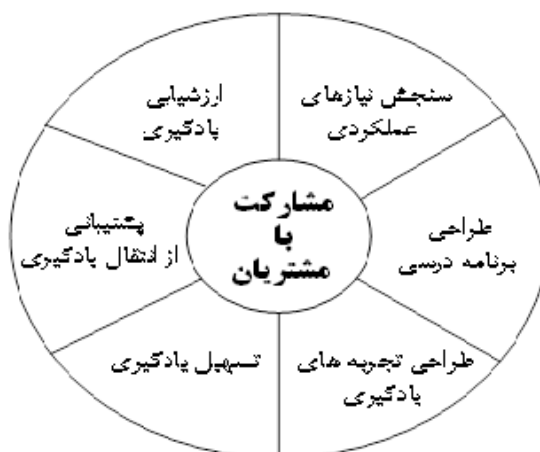 سنجش نیازهای
عملکردی
طراحی
برنامه درسی
طراحی تجربه های
یادگیری
تسهیل یادگیری
پشتیبانی
از انتقال یادگیری
ارزشیابی
یادگیری
مشارکت
با
مشتریان